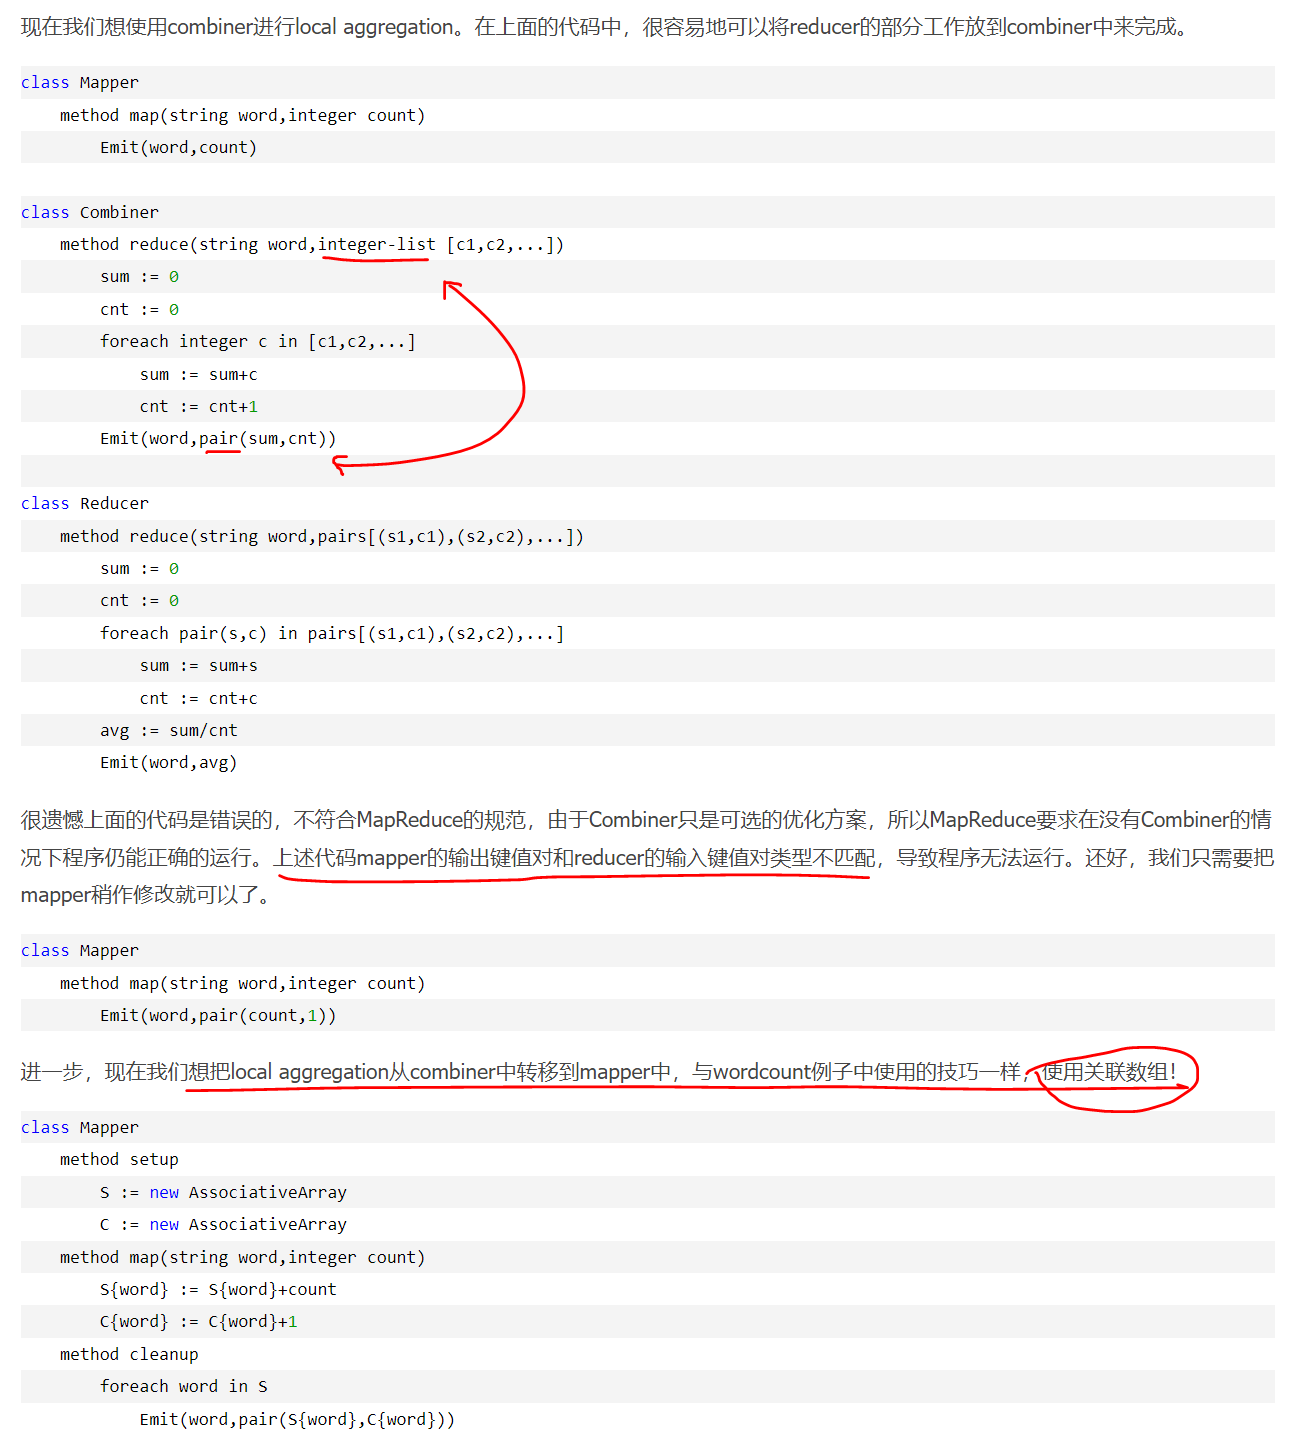 现在我们想使用combiner进行local aggregation。在上面的代码中，很容易地可以将reducer的部分工作放到combiner中来完成。
class Mapper
    method map(string word,integer count)
        Emit(word,count)
class Combiner
    method reduce(string word,integer-list [c1,c2,...])
        sum := 0
        cnt := 0
        foreach integer c in [c1,c2,...]
            sum := sum+c
            cnt := cnt+1
        Emit(word,pair(sum,cnt))
class Reducer
    method reduce(string word,pairs[(s1,c1),(s2,c2),...])
        sum := 0
        cnt := 0
        foreach pair(s,c) in pairs[(s1,c1),(s2,c2),...]
            sum := sum+s
            cnt := cnt+c
        avg := sum/cnt
        Emit(word,avg)
很遗憾上面的代码是错误的，不符合MapReduce的规范，由于Combiner只是可选的优化方案，所以MapReduce要求在没有Combiner的情
况下程序仍能正确的运行。上述代码mapper的输出键值对和reducer的输入键值对类型不匹配，导致程序无法运行。还好，我们只需要把
mapper稍作修改就可以了。
class Mapper
    method map(string word,integer count)
        Emit(word,pair(count,1))
进一步，现在我们想把local aggregation从combiner中转移到mapper中，与wordcount例子中使用的技巧一样，使用关联数组！
class Mapper
    method setup
        S := new AssociativeArray
        C := new AssociativeArray
    method map(string word,integer count)
        S{word} := S{word}+count
        C{word} := C{word}+1
    method cleanup
        foreach word in S
            Emit(word,pair(S{word},C{word}))